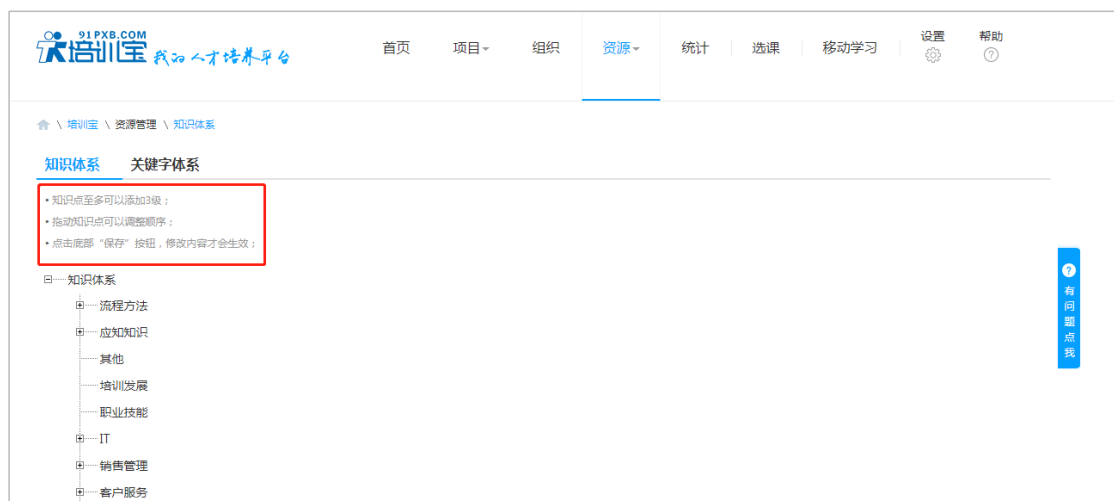 91PXB.COM
培训宝 我的人才培养平台
首页 项目 组织 资源 统计 选课 移动学习 设置 帮助
\ 培训宝 \ 资源管理 \ 知识体系
知识体系 关键字体系
• 知识点至多可以添加3级；
• 拖动知识点可以调整顺序；
• 点击底部“保存”按钮，修改内容才会生效；
知识体系
流程方法
应知知识
其他
培训发展
职业技能
IT
销售管理
客户服务
?
有问题点我